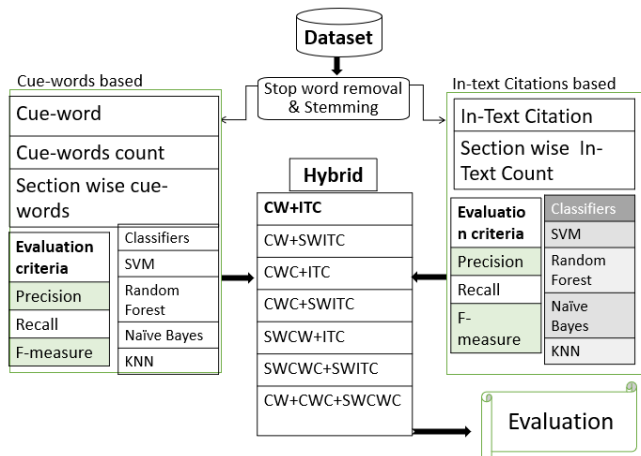 Dataset
Cue-words based
Stop word removal
& Stemming
In-text Citations based
Cue-word
Cue-words count
Section wise cue-
words
Evaluation
criteria
Precision
Recall
F-measure
Classifiers
SVM
Random
Forest
Naïve Bayes
KNN
Hybrid
CW+ITC
CW+SWITC
CWC+ITC
CWC+SWITC
SWCW+ITC
SWCWC+SWITC
CW+CWC+SWCWC
In-Text Citation
Section wise In-
Text Count
Evaluatio
n criteria
Precision
Recall
F-
measure
Classifiers
SVM
Random
Forest
Naïve
Bayes
KNN
Evaluation